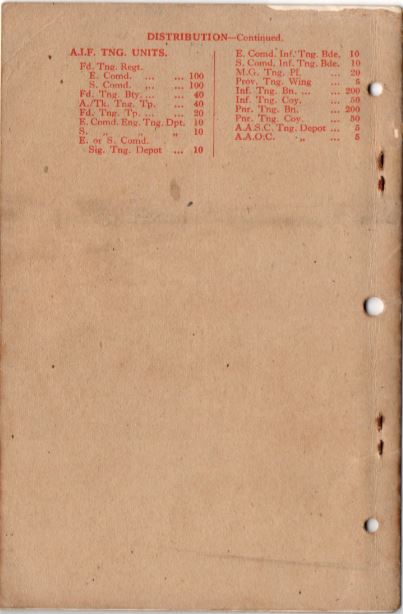 DISTRIBUTION—Continued.
A.I.F. TNG. UNITS.
Fd. Tng. Regt.
E. Comd. ... ... 100
S. Comd. ,,, ... 100
Fd. Tng. Bty. ... ... 40
A./Tk. Tng. Tp. ... 40
Fd. Tng. Tp. ... ... 20
E. Comd. Eng. Tng. Dpt. 10
S. ,, ,, ,, 10
E. or S. Comd.
Sig. Tng. Depot ... 10
E. Comd. Inf. Tng. Bde. 10
S. Comd. Inf. Tng. Bde. 10
M.G. Tng. Pl. ... 20
Prov. Tng. Wing ... 5
Inf. Tng. Bn. ... ... 200
Inf. Tng. Coy. ... 50
Pnr. Tng. Bn. ... 200
Pnr. Tng. Coy. ... 50
A.A.S.C. Tng. Depot ... 5
A.A.O.C. ,, ... 5